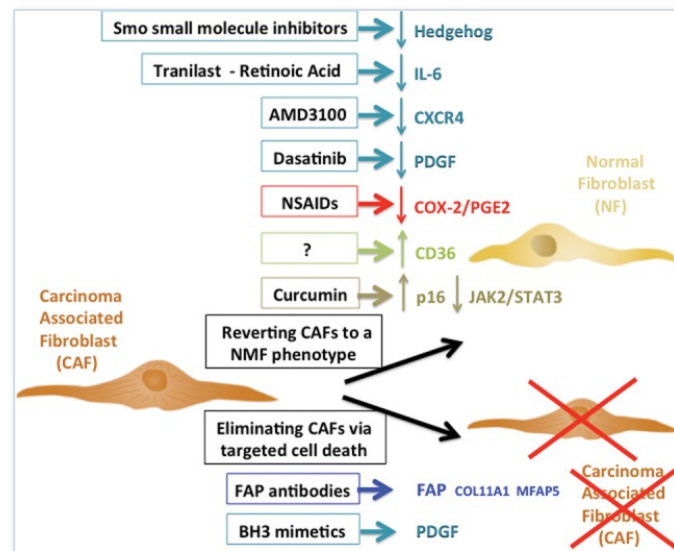 Smo small molecule inhibitors
Hedgehog
Tranilast - Retinoic Acid
IL-6
AMD3100
CXCR4
Dasatinib
PDGF
Normal
Fibroblast
(NF)
NSAIDs
COX-2/PGE2
?
CD36
Curcumin
p16
JAK2/STAT3
Carcinoma
Associated
Fibroblast
(CAF)
Reverting CAFs to a
NMF phenotype
Eliminating CAFs via
targeted cell death
FAP antibodies
FAP COL11A1 MFAP5
BH3 mimetics
PDGF
Carcinoma
Associated
Fibroblast
(CAF)